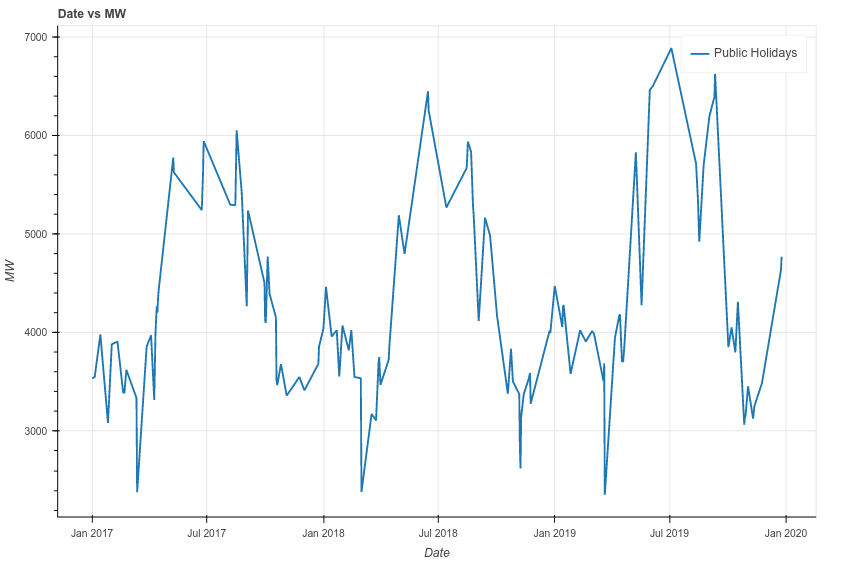 Date vs MW
Public Holidays
7000
6000
5000
4000
3000
MW
Jan 2017 Jul 2017 Jan 2018 Jul 2018 Jan 2019 Jul 2019 Jan 2020
Date